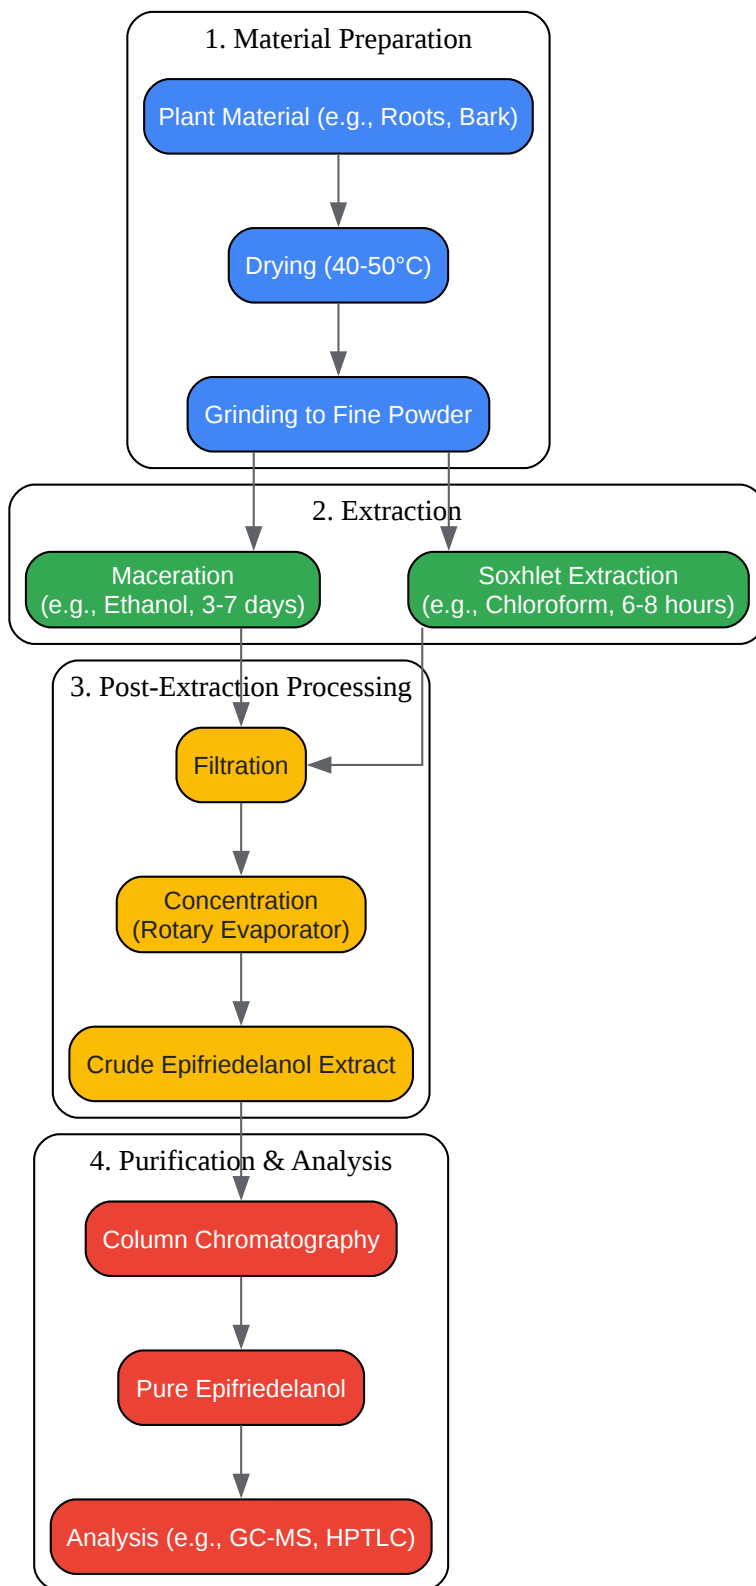 1. Material Preparation
Plant Material (e.g., Roots, Bark)
Drying (40-50°C)
Grinding to Fine Powder
2. Extraction
Maceration
(e.g., Ethanol, 3-7 days)
Soxhlet Extraction
(e.g., Chloroform, 6-8 hours)
3. Post-Extraction Processing
Filtration
Concentration
(Rotary Evaporator)
Crude Epifriedelanol Extract
4. Purification & Analysis
Column Chromatography
Pure Epifriedelanol
Analysis (e.g., GC-MS, HPTLC)